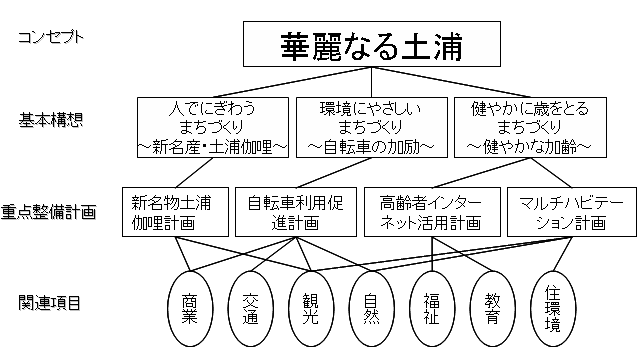 コンセプト
華麗なる土浦
基本構想
人でにぎわう
まちづくり
～新名産・土浦伽哩～
環境にやさしい
まちづくり
～自転車の加励～
健やかに歳をとる
まちづくり
～健やかな加齢～
重点整備計画
新名物土浦
伽哩計画
自転車利用促
進計画
高齢者インター
ネット活用計画
マルチハビテー
ション計画
関連項目
商業
交通
観光
自然
福祉
教育
住環境